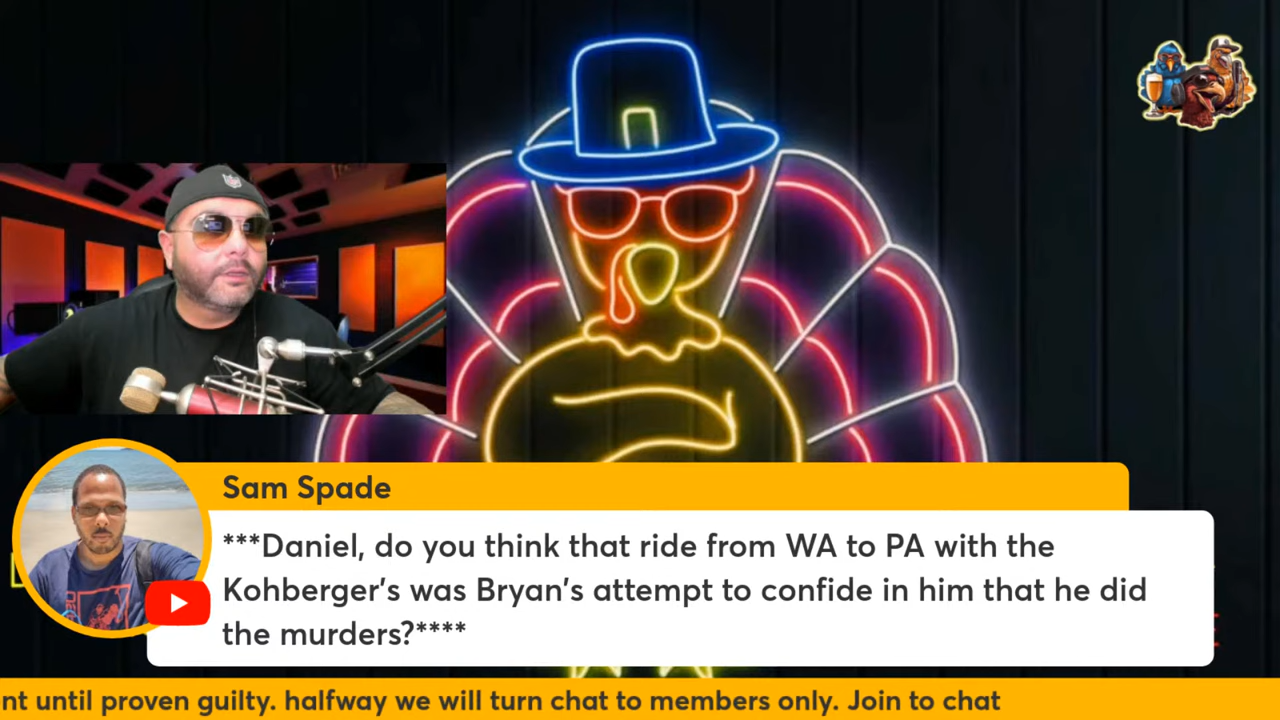 Sam Spade
***Daniel, do you think that ride from WA to PA with the
Kohberger's was Bryan's attempt to confide in him that he did
the murders?****
nt until proven guilty. halfway we will turn chat to members only. Join to chat